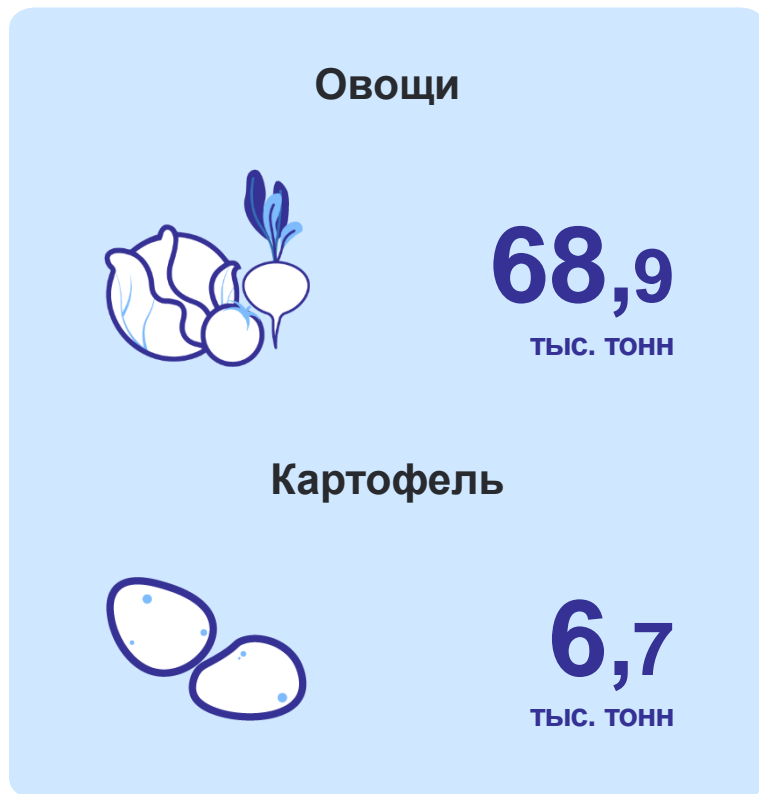 Овощи
68,9
тыс. тонн
Картофель
6,7
тыс. тонн